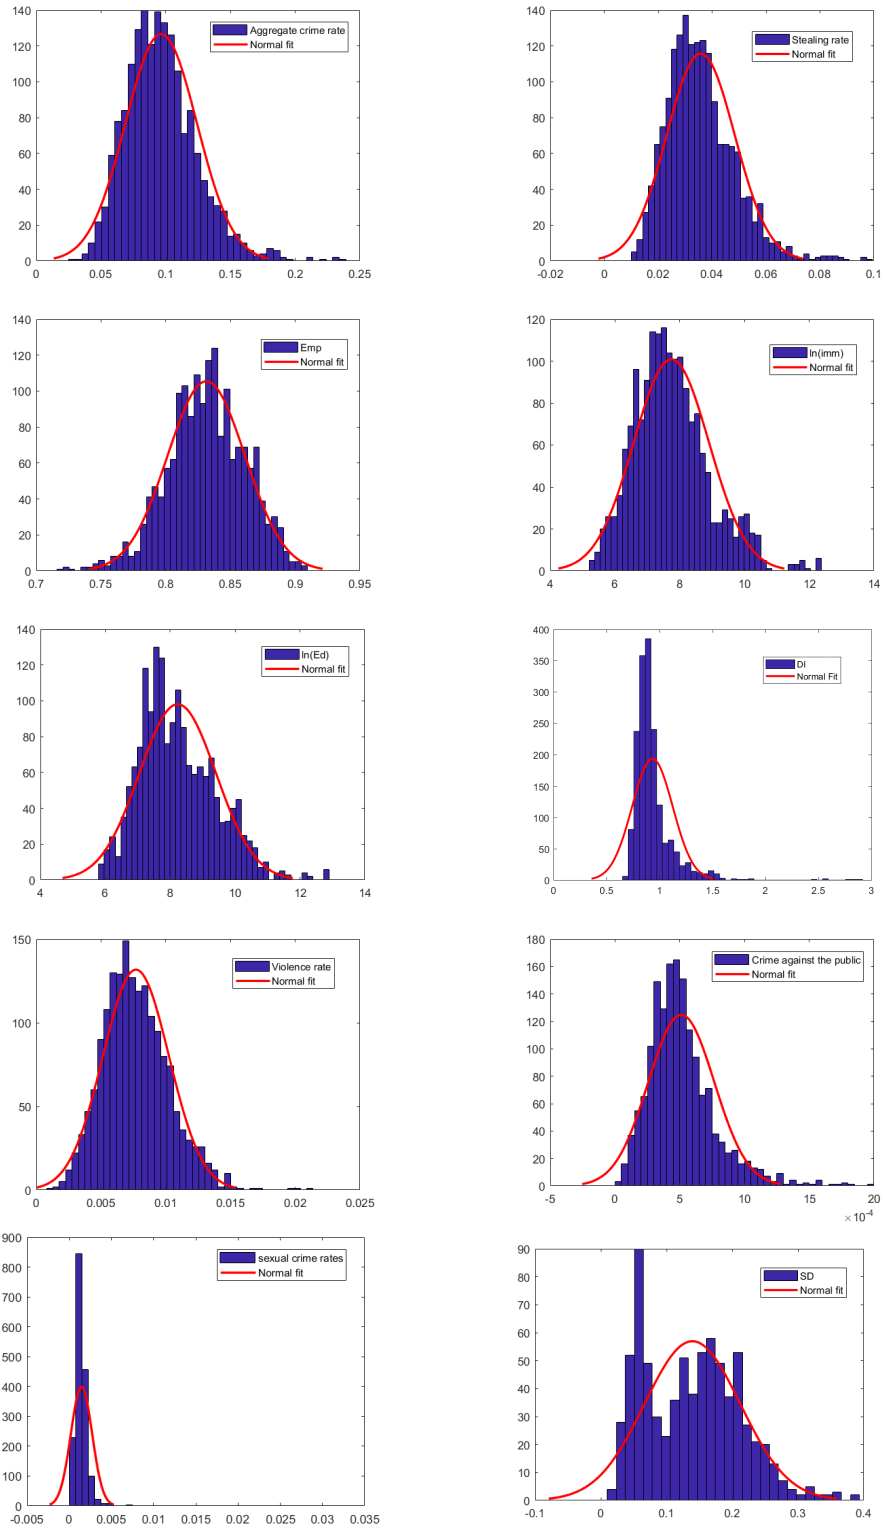 140
120
100
80
60
40
20
0
0 0.05 0.1 0.15 0.2 0.25
Aggregate crime rate
Normal fit
140
120
100
80
60
40
20
0
-0.02 0 0.02 0.04 0.06 0.08 0.1
Stealing rate
Normal fit
140
120
100
80
60
40
20
0
0.7 0.75 0.8 0.85 0.9 0.95
Emp
Normal fit
120
100
80
60
40
20
0
4 6 8 10 12 14
ln(imm)
Normal fit
140
120
100
80
60
40
20
0
4 6 8 10 12 14
ln(Ed)
Normal fit
400
350
300
250
200
150
100
50
0
0 0.5 1 1.5 2 2.5 3
DI
Normal Fit
150
100
50
0
0 0.005 0.01 0.015 0.02 0.025
Violence rate
Normal fit
180
160
140
120
100
80
60
40
20
0
-5 0 5 10 15 20
×10-4
Crime against the public
Normal fit
900
800
700
600
500
400
300
200
100
0
-0.005 0 0.005 0.01 0.01 0.02 0.025 0.03 0.035
sexual crime rates
Normal fit
90
80
70
60
50
40
30
20
10
0
-0.1 0 0.1 0.2 0.3 0.4
SD
Normal fit